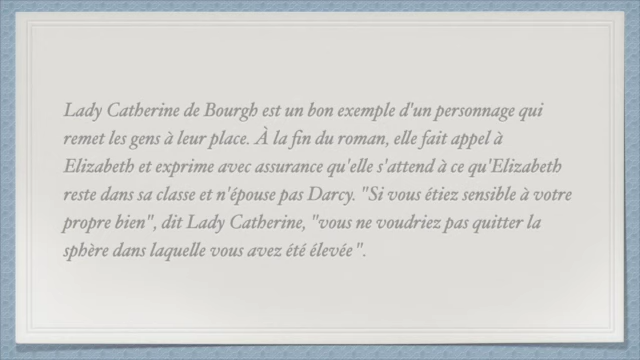 Lady Catherine de Bourgh est un bon exemple d'un personnage qui
remet les gens à leur place. À la fin du roman, elle fait appel à
Elizabeth et exprime avec assurance qu'elle s'attend à ce qu'Elizabeth
reste dans sa classe et n'épouse pas Darcy. "Si vous étiez sensible à votre
propre bien", dit Lady Catherine, "vous ne voudriez pas quitter la
sphère dans laquelle vous avez été élevée ".